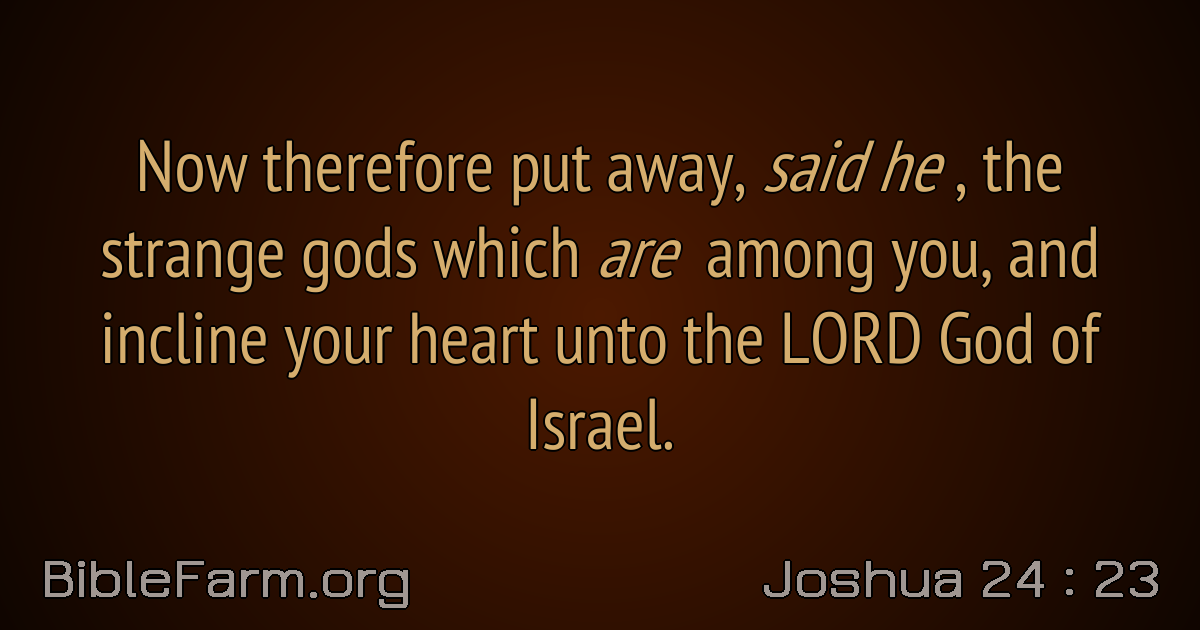 Now therefore put away, said he , the
strange gods which are among you, and
incline your heart unto the LORD God of
Israel.
BibleFarm.org
Joshua 24 : 23